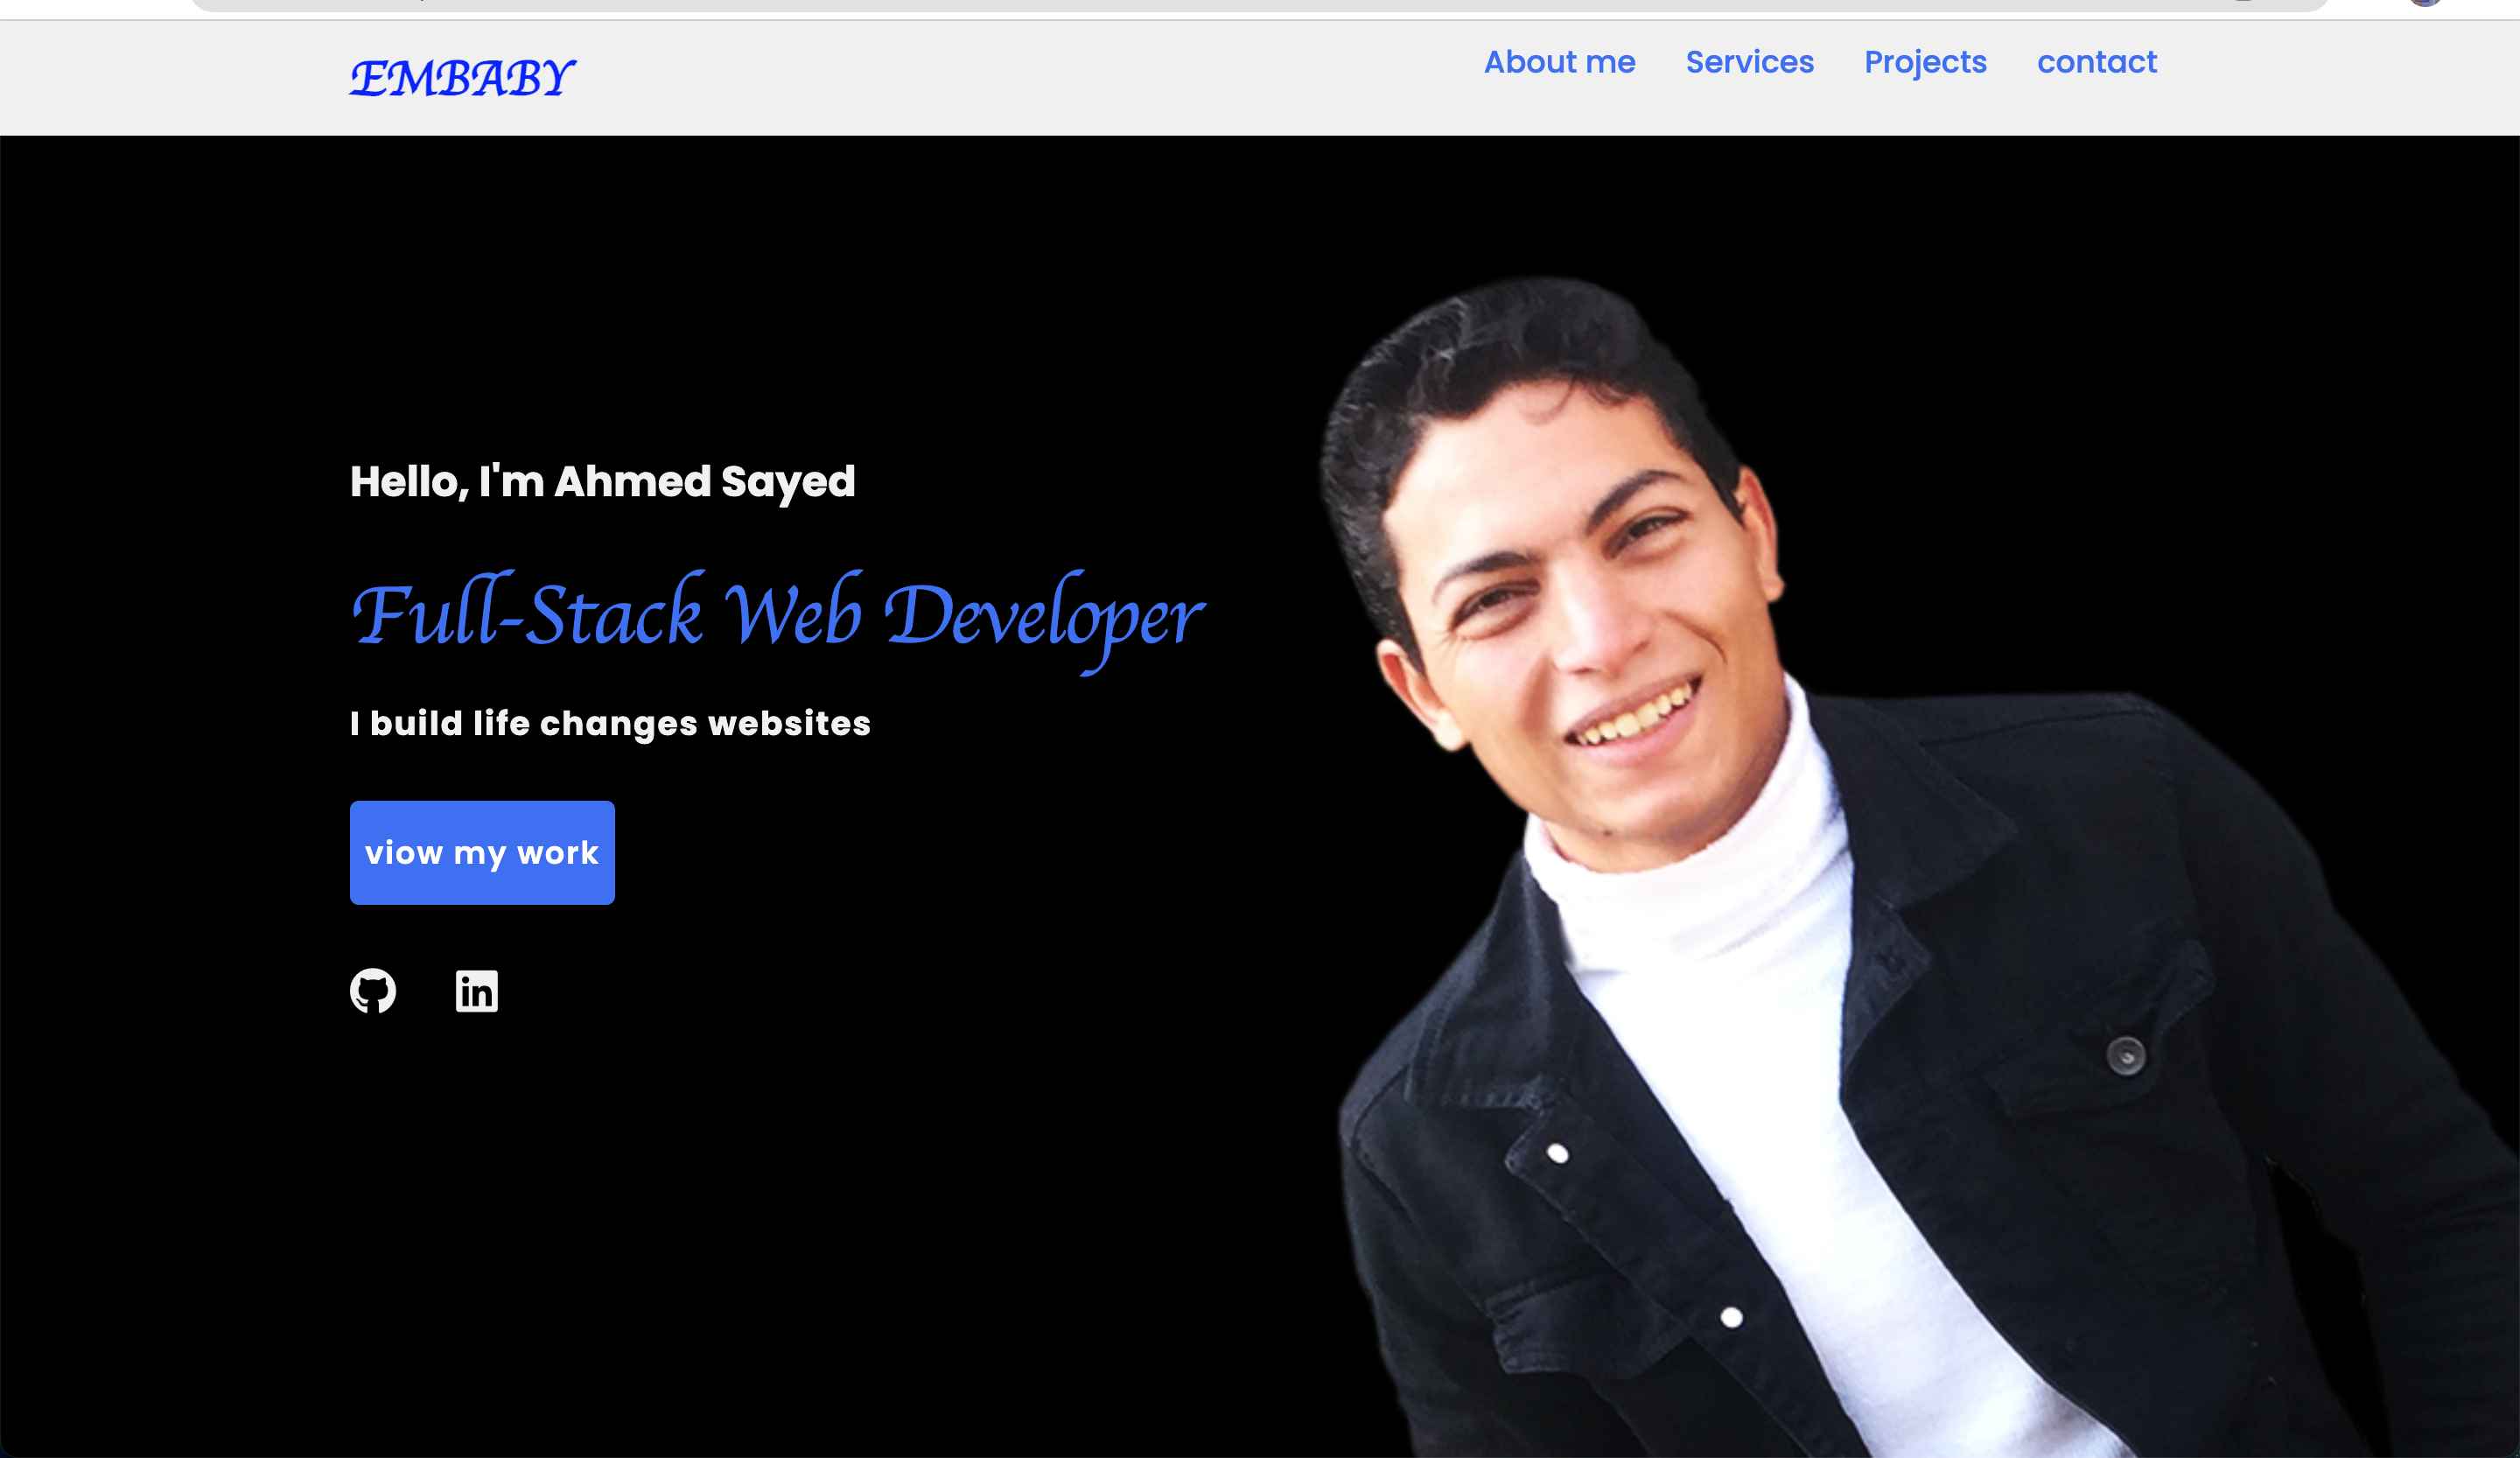 EMBABY
About me Services Projects contact
Hello, I'm Ahmed Sayed
Full-Stack Web Developer
I build life changes websites
viow my work
in